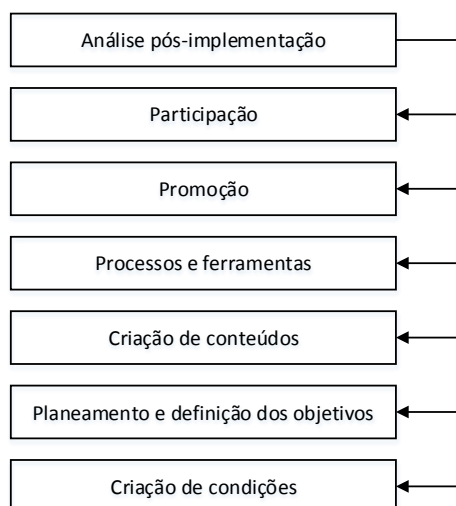 Análise pós-implementação
Participação
Promoção
Processos e ferramentas
Criação de conteúdos
Planeamento e definição dos objetivos
Criação de condições